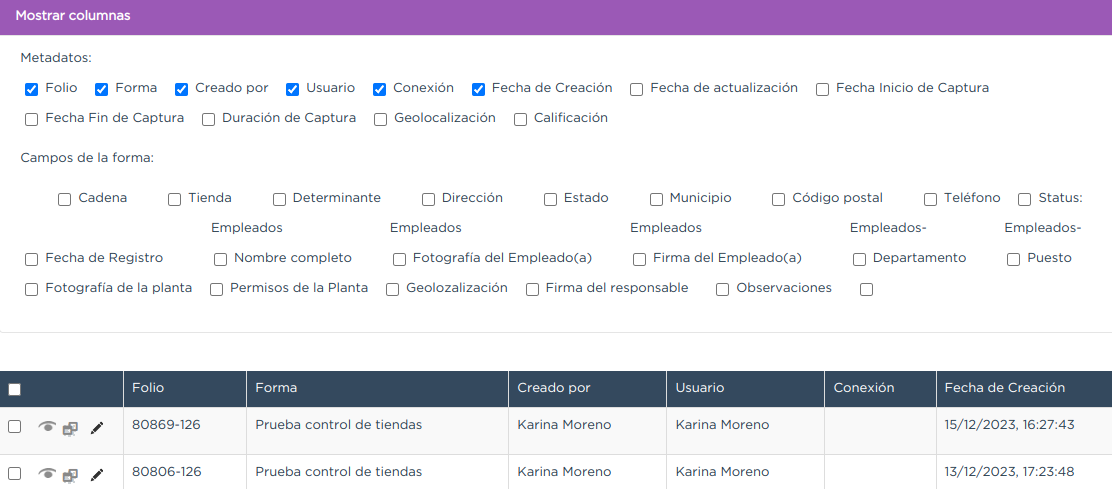 Mostrar columnas
Metadatos:
Folio Forma Creado por Usuario Conexión Fecha de Creación Fecha de actualización Fecha Inicio de Captura
Fecha Fin de Captura Duración de Captura Geolocalización Calificación
Campos de la forma:
Cadena Tienda Determinante Dirección Estado Municipio Código postal Teléfono Status:
Empleados Empleados Empleados Empleados- Empleados-
Fecha de Registro Nombre completo Fotografía del Empleado(a) Firma del Empleado(a) Departamento Puesto
Fotografía de la planta Permisos de la Planta Geolozalización Firma del responsable Observaciones
Folio Forma Creado por Usuario Conexión Fecha de Creación
80869-126 Prueba control de tiendas Karina Moreno Karina Moreno 15/12/2023, 16:27:43
80806-126 Prueba control de tiendas Karina Moreno Karina Moreno 13/12/2023, 17:23:48